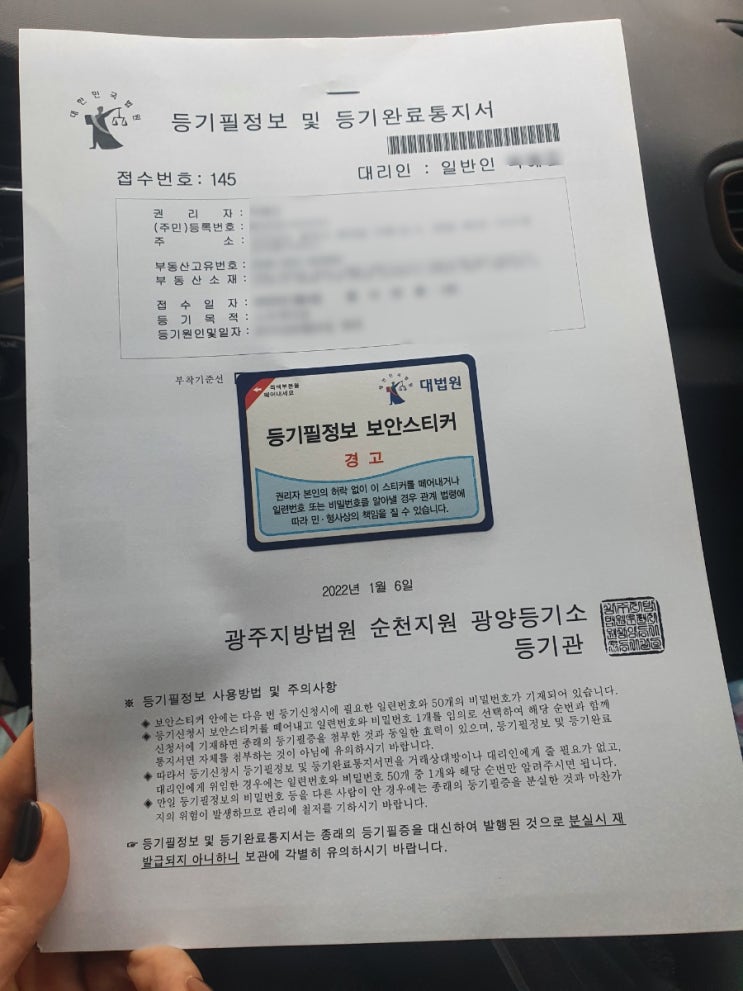 대한민국법원
등기필정보 및 등기완료통지서
접수번호: 145
대리인 : 일반인
권 리 자 :
(주민)등록번호 :
주 소 :
부동산고유번호 :
부 동 산 소 재 :
접 수 일 자 :
등 기 목 적 :
등기원인및일자 :
부착기준선
흑색부분을
떼어내세요
대법원
등기필정보 보안스티커
경 고
권리자 본인의 허락 없이 이 스티커를 떼어내거나
일련번호 또는 비밀번호를 알아낼 경우 관계 법령에
따라 민·형사상의 책임을 질 수 있습니다.
2022년 1월 6일
광주지방법원 순천지원 광양등기소
등기관
※ 등기필정보 사용방법 및 주의사항
◈ 보안스티커 안에는 다음 번 등기신청시에 필요한 일련번호와 50개의 비밀번호가 기재되어 있습니다.
◈ 등기신청시 보안스티커를 떼어내고 일련번호와 비밀번호 1개를 임의로 선택하여 해당 순번과 함께
신청서에 기재하면 종래의 등기필증을 첨부한 것과 동일한 효력이 있으며, 등기필정보 및 등기완료
통지서면 자체를 첨부하는 것이 아님에 유의하시기 바랍니다.
◈ 따라서 등기신청시 등기필정보 및 등기완료통지서면을 거래상대방이나 대리인에게 줄 필요가 없고,
대리인에게 위임한 경우에는 일련번호와 비밀번호 50개 중 1개와 해당 순번만 알려주시면 됩니다.
◈ 만일 등기필정보의 비밀번호 등을 다른 사람이 안 경우에는 종래의 등기필증을 분실한 것과 마찬가
지의 위험이 발생하므로 관리에 철저를 기하시기 바랍니다.
☞ 등기필정보 및 등기완료통지서는 종래의 등기필증을 대신하여 발행된 것으로 분실시 재
발급되지 아니하니 보관에 각별히 유의하시기 바랍니다.